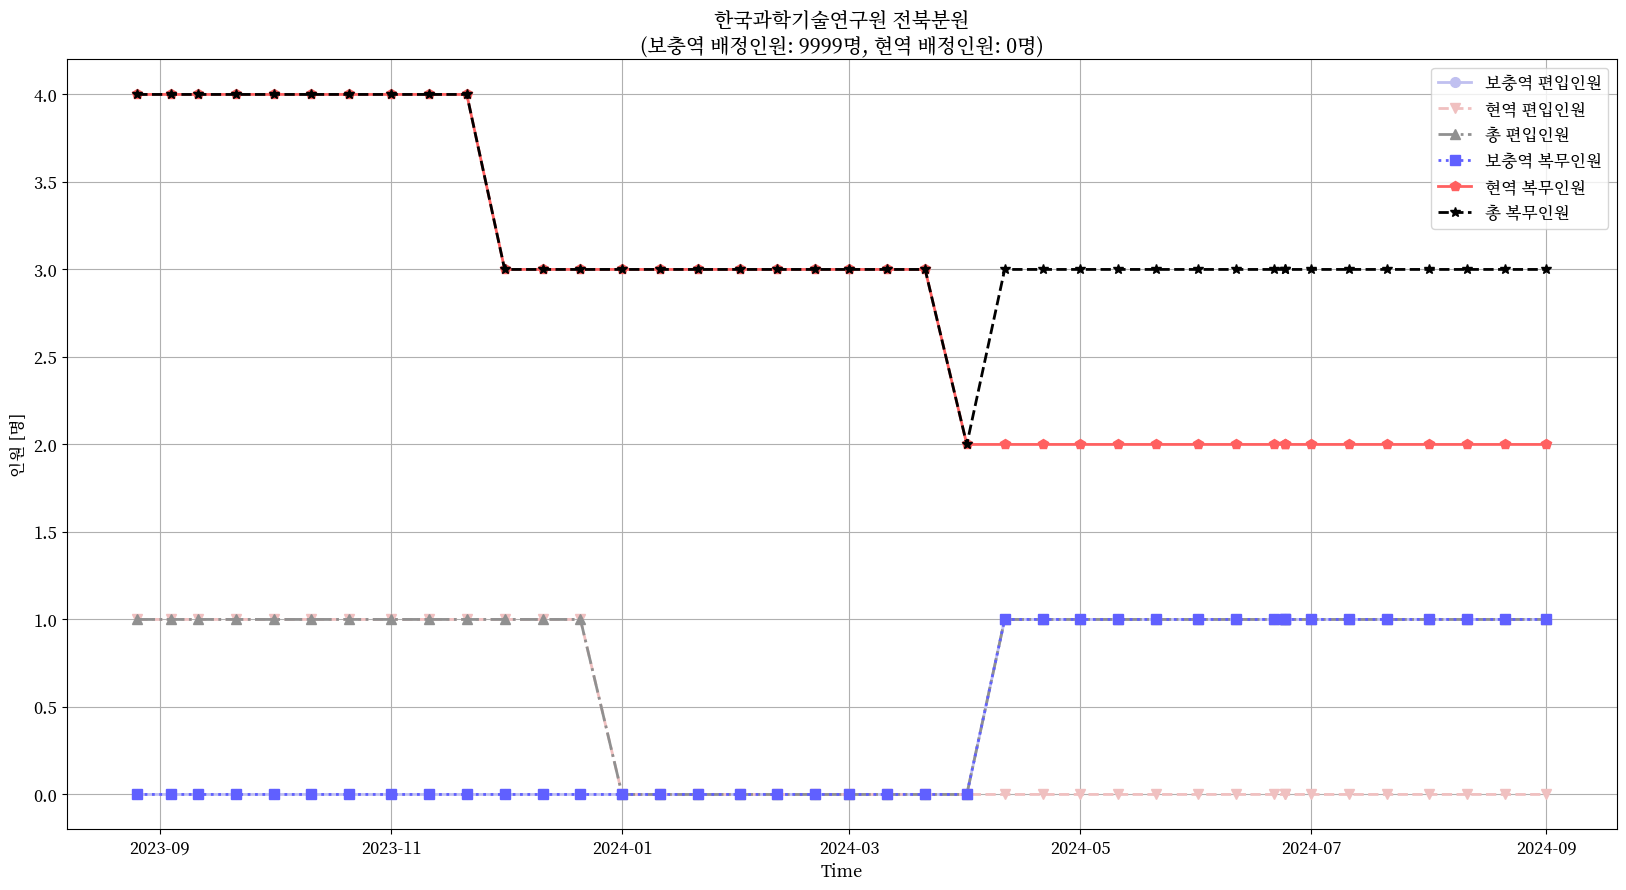 한국과학기술연구원 전북분원
(보충역 배정인원: 9999명, 현역 배정인원: 0명)
보충역 편입인원
현역 편입인원
총 편입인원
보충역 복무인원
현역 복무인원
총 복무인원
인원 [명]
4.0
3.5
3.0
2.5
2.0
1.5
1.0
0.5
0.0
2023-09 2023-11 2024-01 2024-03 2024-05 2024-07 2024-09
Time